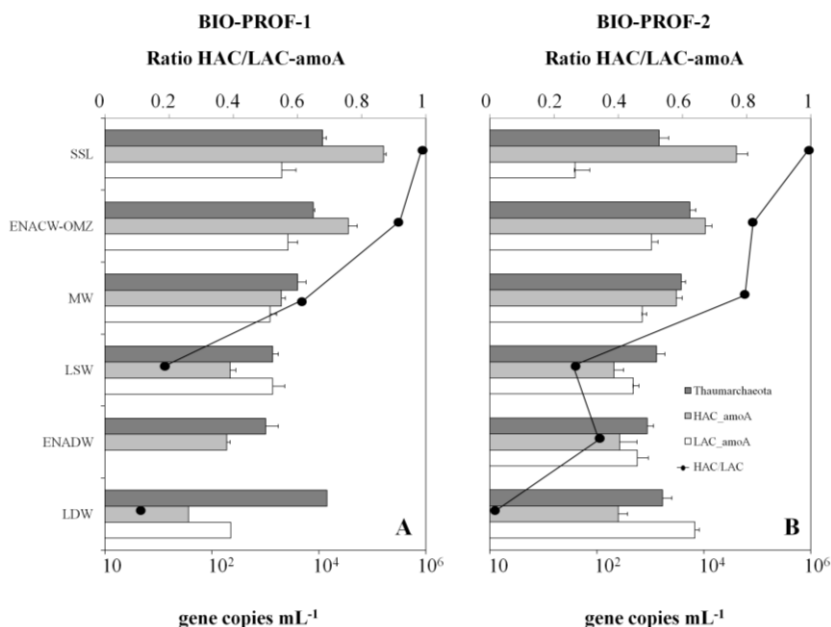 BIO-PROF-1
Ratio HAC/LAC-amoA
0 0.2 0.4 0.6 0.8 1
SSL
ENACW-OMZ
MW
LSW
ENADW
LDW
A
10 10² 10⁴ 10⁶
gene copies mL⁻¹
BIO-PROF-2
Ratio HAC/LAC-amoA
0 0.2 0.4 0.6 0.8 1
Thaumarchaeota
HAC_amoA
LAC_amoA
HAC/LAC
B
10 10² 10⁴ 10⁶
gene copies mL⁻¹